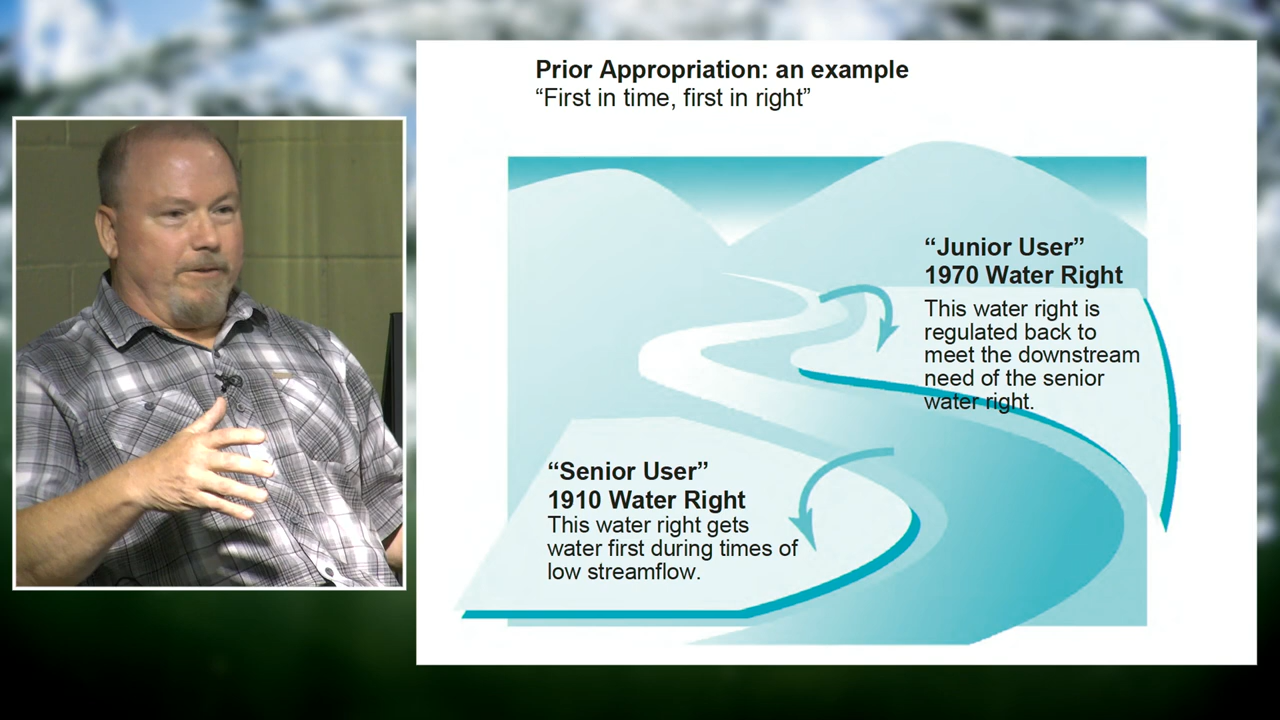 Prior Appropriation: an example
“First in time, first in right”
“Junior User”
1970 Water Right
This water right is
regulated back to
meet the downstream
need of the senior
water right.
“Senior User”
1910 Water Right
This water right gets
water first during times of
low streamflow.